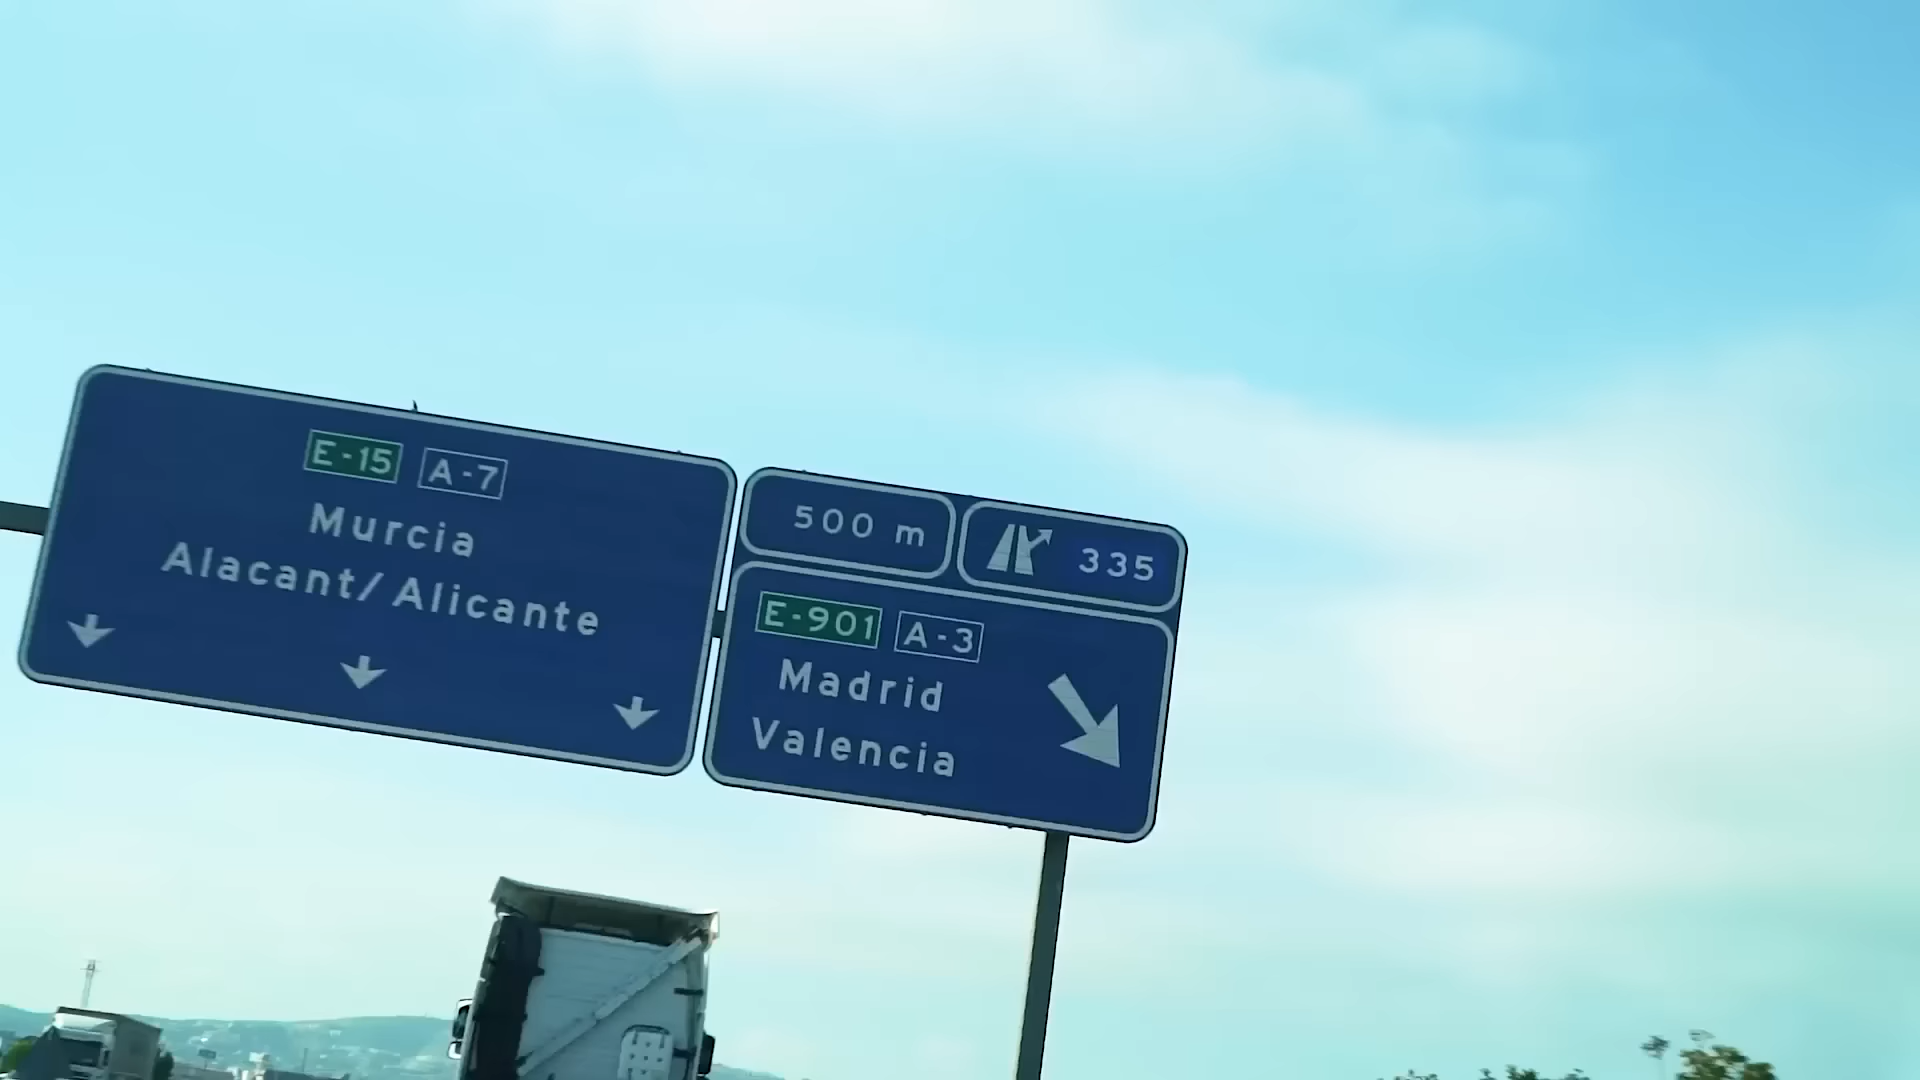 E-15 A-7
Murcia
Alacant/Alicante
500 m
335
E-901 A-3
Madrid
Valencia